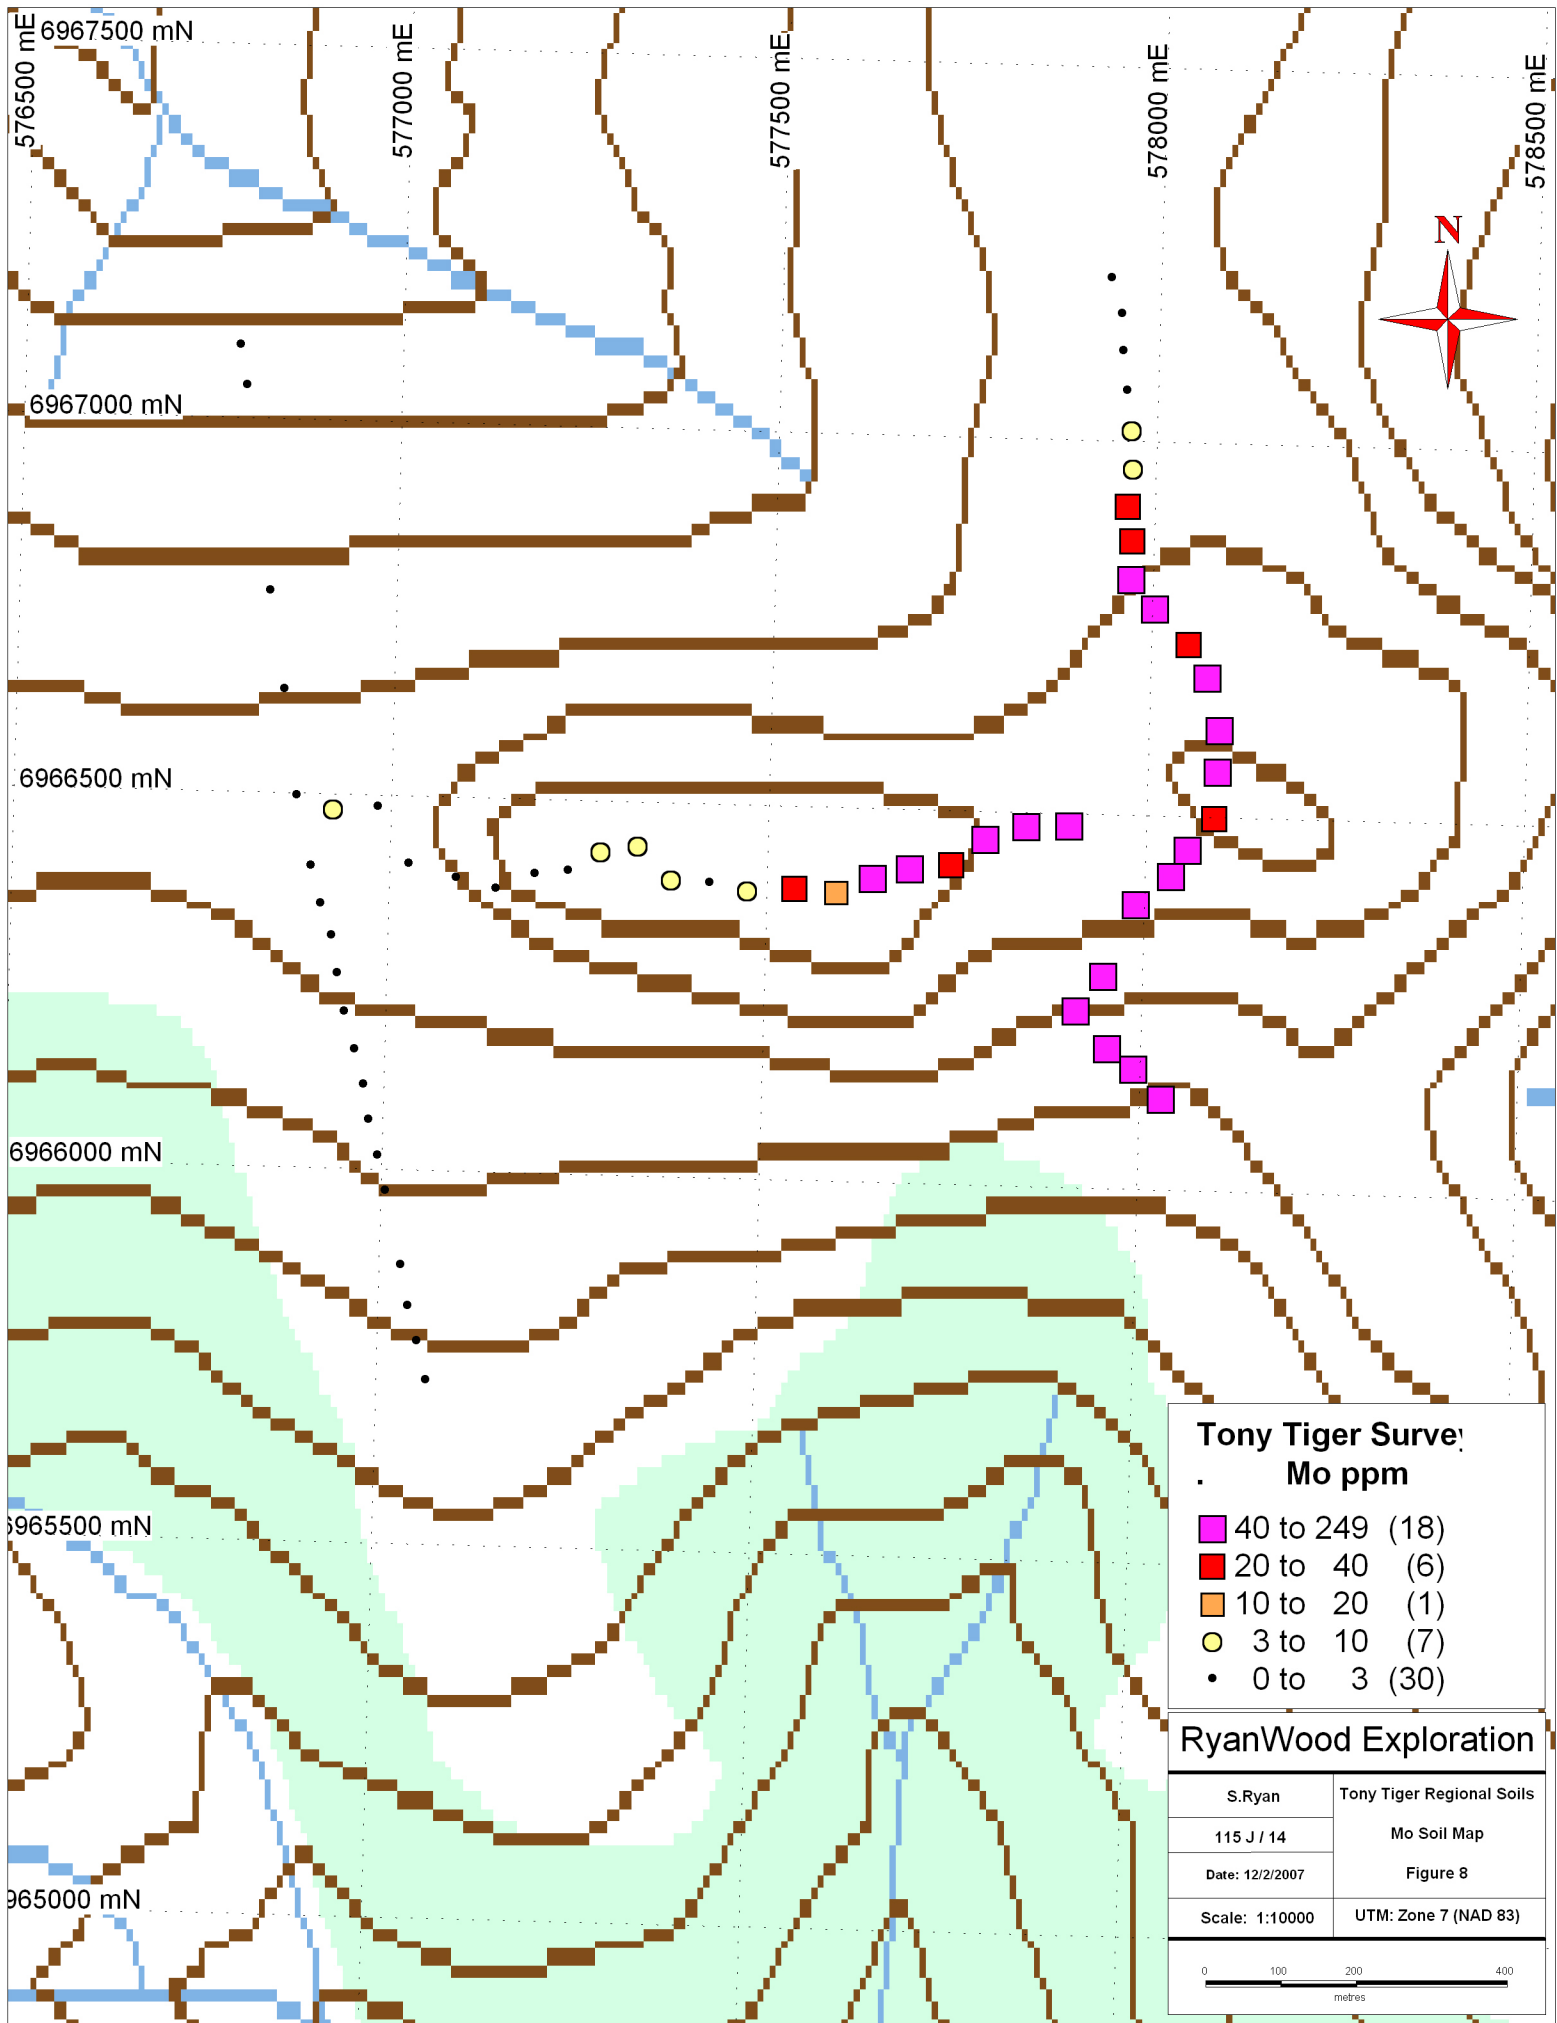 6967500 mN
576500 mE
577000 mE
577500 mE
578000 mE
578500 mE
N
6967000 mN
6966500 mN
6966000 mN
6965500 mN
965000 mN
Tony Tiger Survey
. Mo ppm
40 to 249 (18)
20 to 40 (6)
10 to 20 (1)
3 to 10 (7)
0 to 3 (30)
RyanWood Exploration
S.Ryan
Tony Tiger Regional Soils
115 J / 14
Mo Soil Map
Date: 12/2/2007
Figure 8
Scale: 1:10000
UTM: Zone 7 (NAD 83)
0 100 200 400
metres